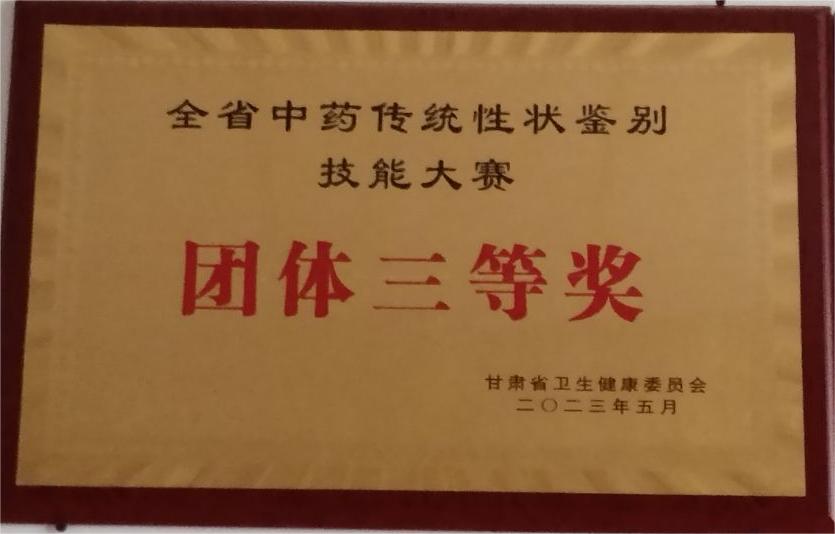 全省中药传统性状鉴别
技能大赛
团体三等奖
甘肃省卫生健康委员会
二〇二三年五月